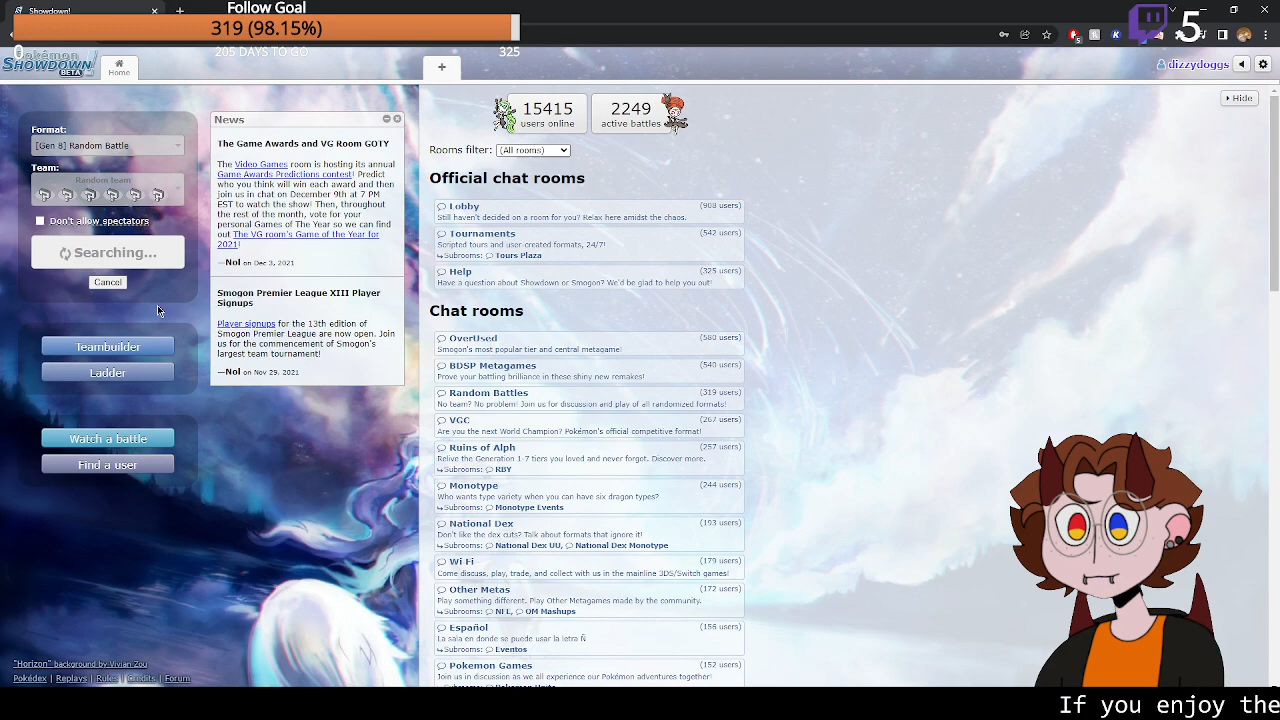 Showdown
Follow Goal
319 (98.15%)
0
205 DAYS TO GO
325
5
Pokémon
SHOWDOWN
BETA
Home
+
dizzydoggs
Format:
[Gen 8] Random Battle
Team:
Random team
Don't allow spectators
Searching...
Cancel
Teambuilder
Ladder
Watch a battle
Find a user
"Horizon" background by Vivian Zou
Pokédex | Replays | Rules | Credits | Forum
News
The Game Awards and VG Room GOTY
The Video Games room is hosting its annual
Game Awards Predictions contest! Predict
who you think will win each award and then
join us in chat on December 9th at 7 PM
EST to watch the show! Then, throughout
the rest of the month, vote for your
personal Games of The Year so we can find
out The VG room's Game of the Year for
2021!
—Nol on Dec 3, 2021
Smogon Premier League XIII Player
Signups
Player signups for the 13th edition of
Smogon Premier League are now open. Join
us for the commencement of Smogon's
largest team tournament!
—Nol on Nov 29, 2021
15415
users online
2249
active battles
Hide
Rooms filter: (All rooms)
Official chat rooms
Lobby (908 users)
Still haven't decided on a room for you? Relax here amidst the chaos.
Tournaments (542 users)
Scripted tours and user-created formats, 24/7!
Subrooms: Tours Plaza
Help (325 users)
Have a question about Showdown or Smogon? We'd be glad to help you out!
Chat rooms
OverUsed (580 users)
Smogon's most popular tier and central metagame!
BDSP Metagames (540 users)
Prove your battling brilliance in these shiny new remakes!
Random Battles (319 users)
No team? No problem! Join us for discussion and play of all randomized formats!
VGC (267 users)
Are you the next World Champion? Pokémon's official competitive format!
Ruins of Alph (257 users)
Relive the Generation 1-7 tiers you loved and never forgot. Discover more.
Subrooms: RBY
Monotype (244 users)
Who wants type variety when you can have six dragon types?
Subrooms: Monotype Events
National Dex (193 users)
Don't like the dex cuts? Talk about formats that ignore it!
Subrooms: National Dex UU, National Dex Monotype
Wi Fi (179 users)
Come discuss, play, trade, and collect with us in the mainline 3DS/Switch games!
Other Metas (172 users)
Play something different. Play Other Metagames made by the community.
Subrooms: NFE, OM Mashups
Español (156 users)
La sala en donde se puede usar la letra Ñ
Subrooms: Eventos
Pokemon Games (152 users)
Join us in discussion as we all experience our Pokémon adventures together!
If you enjoy the